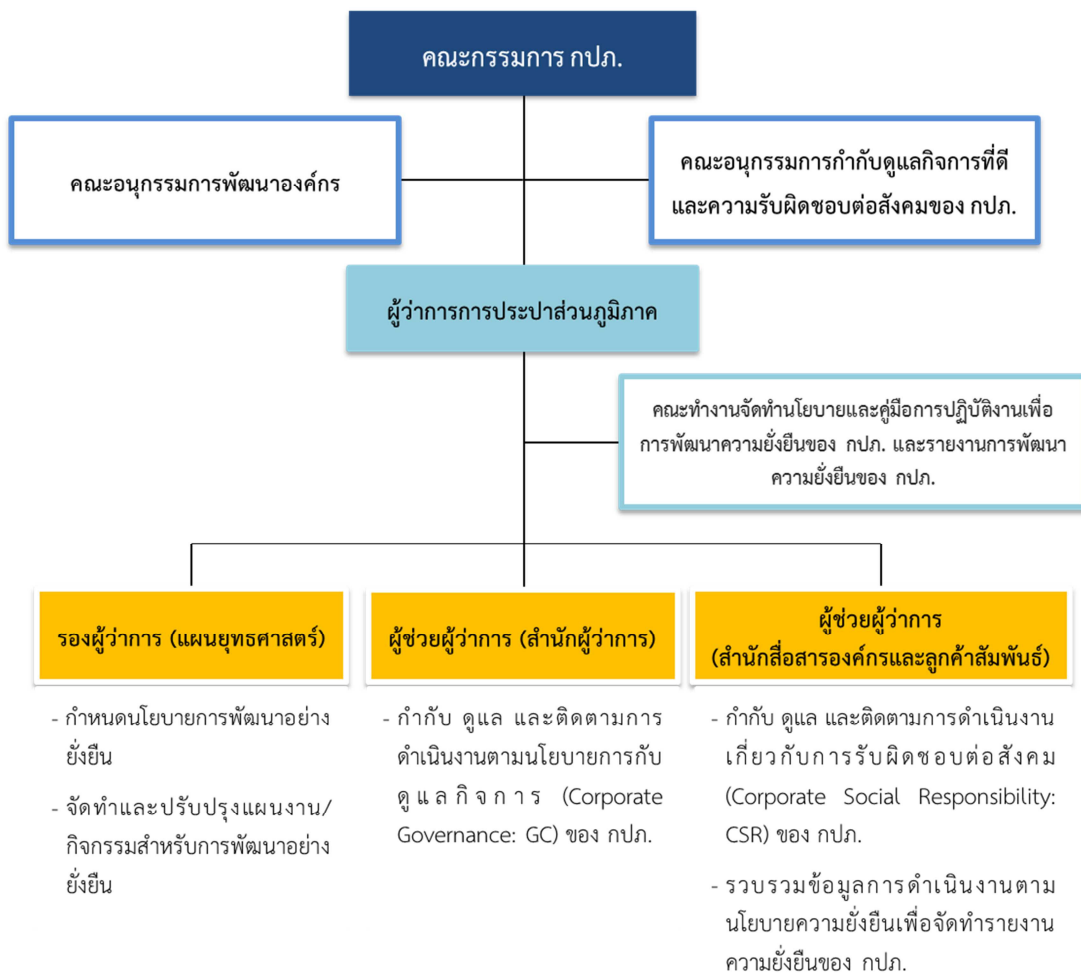 คณะกรรมการ กปภ.
คณะอนุกรรมการพัฒนาองค์กร
คณะอนุกรรมการกำกับดูแลกิจการที่ดี
และความรับผิดชอบต่อสังคมของ กปภ.
ผู้ว่าการการประปาส่วนภูมิภาค
คณะทำงานจัดทำนโยบายและคู่มือการปฏิบัติงานเพื่อ
การพัฒนาความยั่งยืนของ กปภ. และรายงานการพัฒนา
ความยั่งยืนของ กปภ.
รองผู้ว่าการ (แผนยุทธศาสตร์)
- กำหนดนโยบายการพัฒนาอย่าง
ยั่งยืน
- จัดทำและปรับปรุงแผนงาน/
กิจกรรมสำหรับการพัฒนาอย่าง
ยั่งยืน
ผู้ช่วยผู้ว่าการ (สำนักผู้ว่าการ)
- กำกับ ดูแล และติดตามการ
ดำเนินงานตามนโยบายการกับ
ดูแลกิจการ (Corporate
Governance: GC) ของ กปภ.
ผู้ช่วยผู้ว่าการ
(สำนักสื่อสารองค์กรและลูกค้าสัมพันธ์)
- กำกับ ดูแล และติดตามการดำเนินงาน
เกี่ยวกับการรับผิดชอบต่อสังคม
(Corporate Social Responsibility:
CSR) ของ กปภ.
- รวบรวมข้อมูลการดำเนินงานตาม
นโยบายความยั่งยืนเพื่อจัดทำรายงาน
ความยั่งยืนของ กปภ.